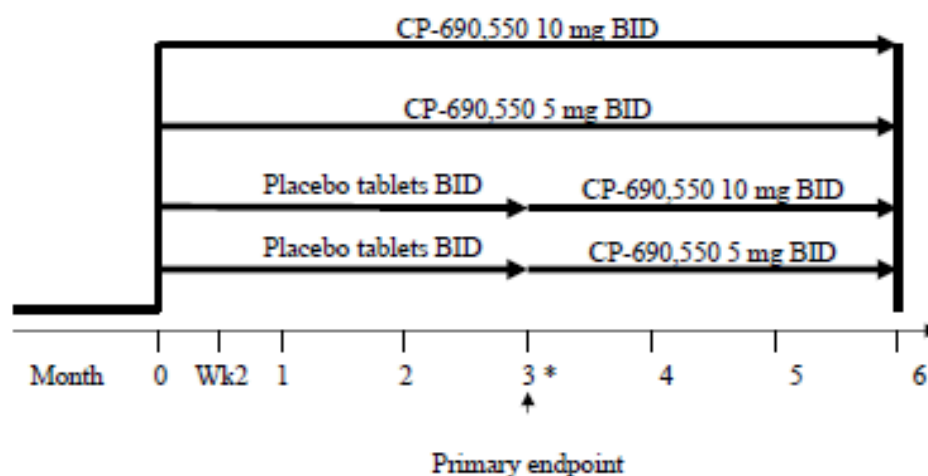 CP-690,550 10 mg BID
CP-690,550 5 mg BID
Placebo tablets BID CP-690,550 10 mg BID
Placebo tablets BID CP-690,550 5 mg BID
Month 0 Wk2 1 2 3 * 4 5 6
Primary endpoint